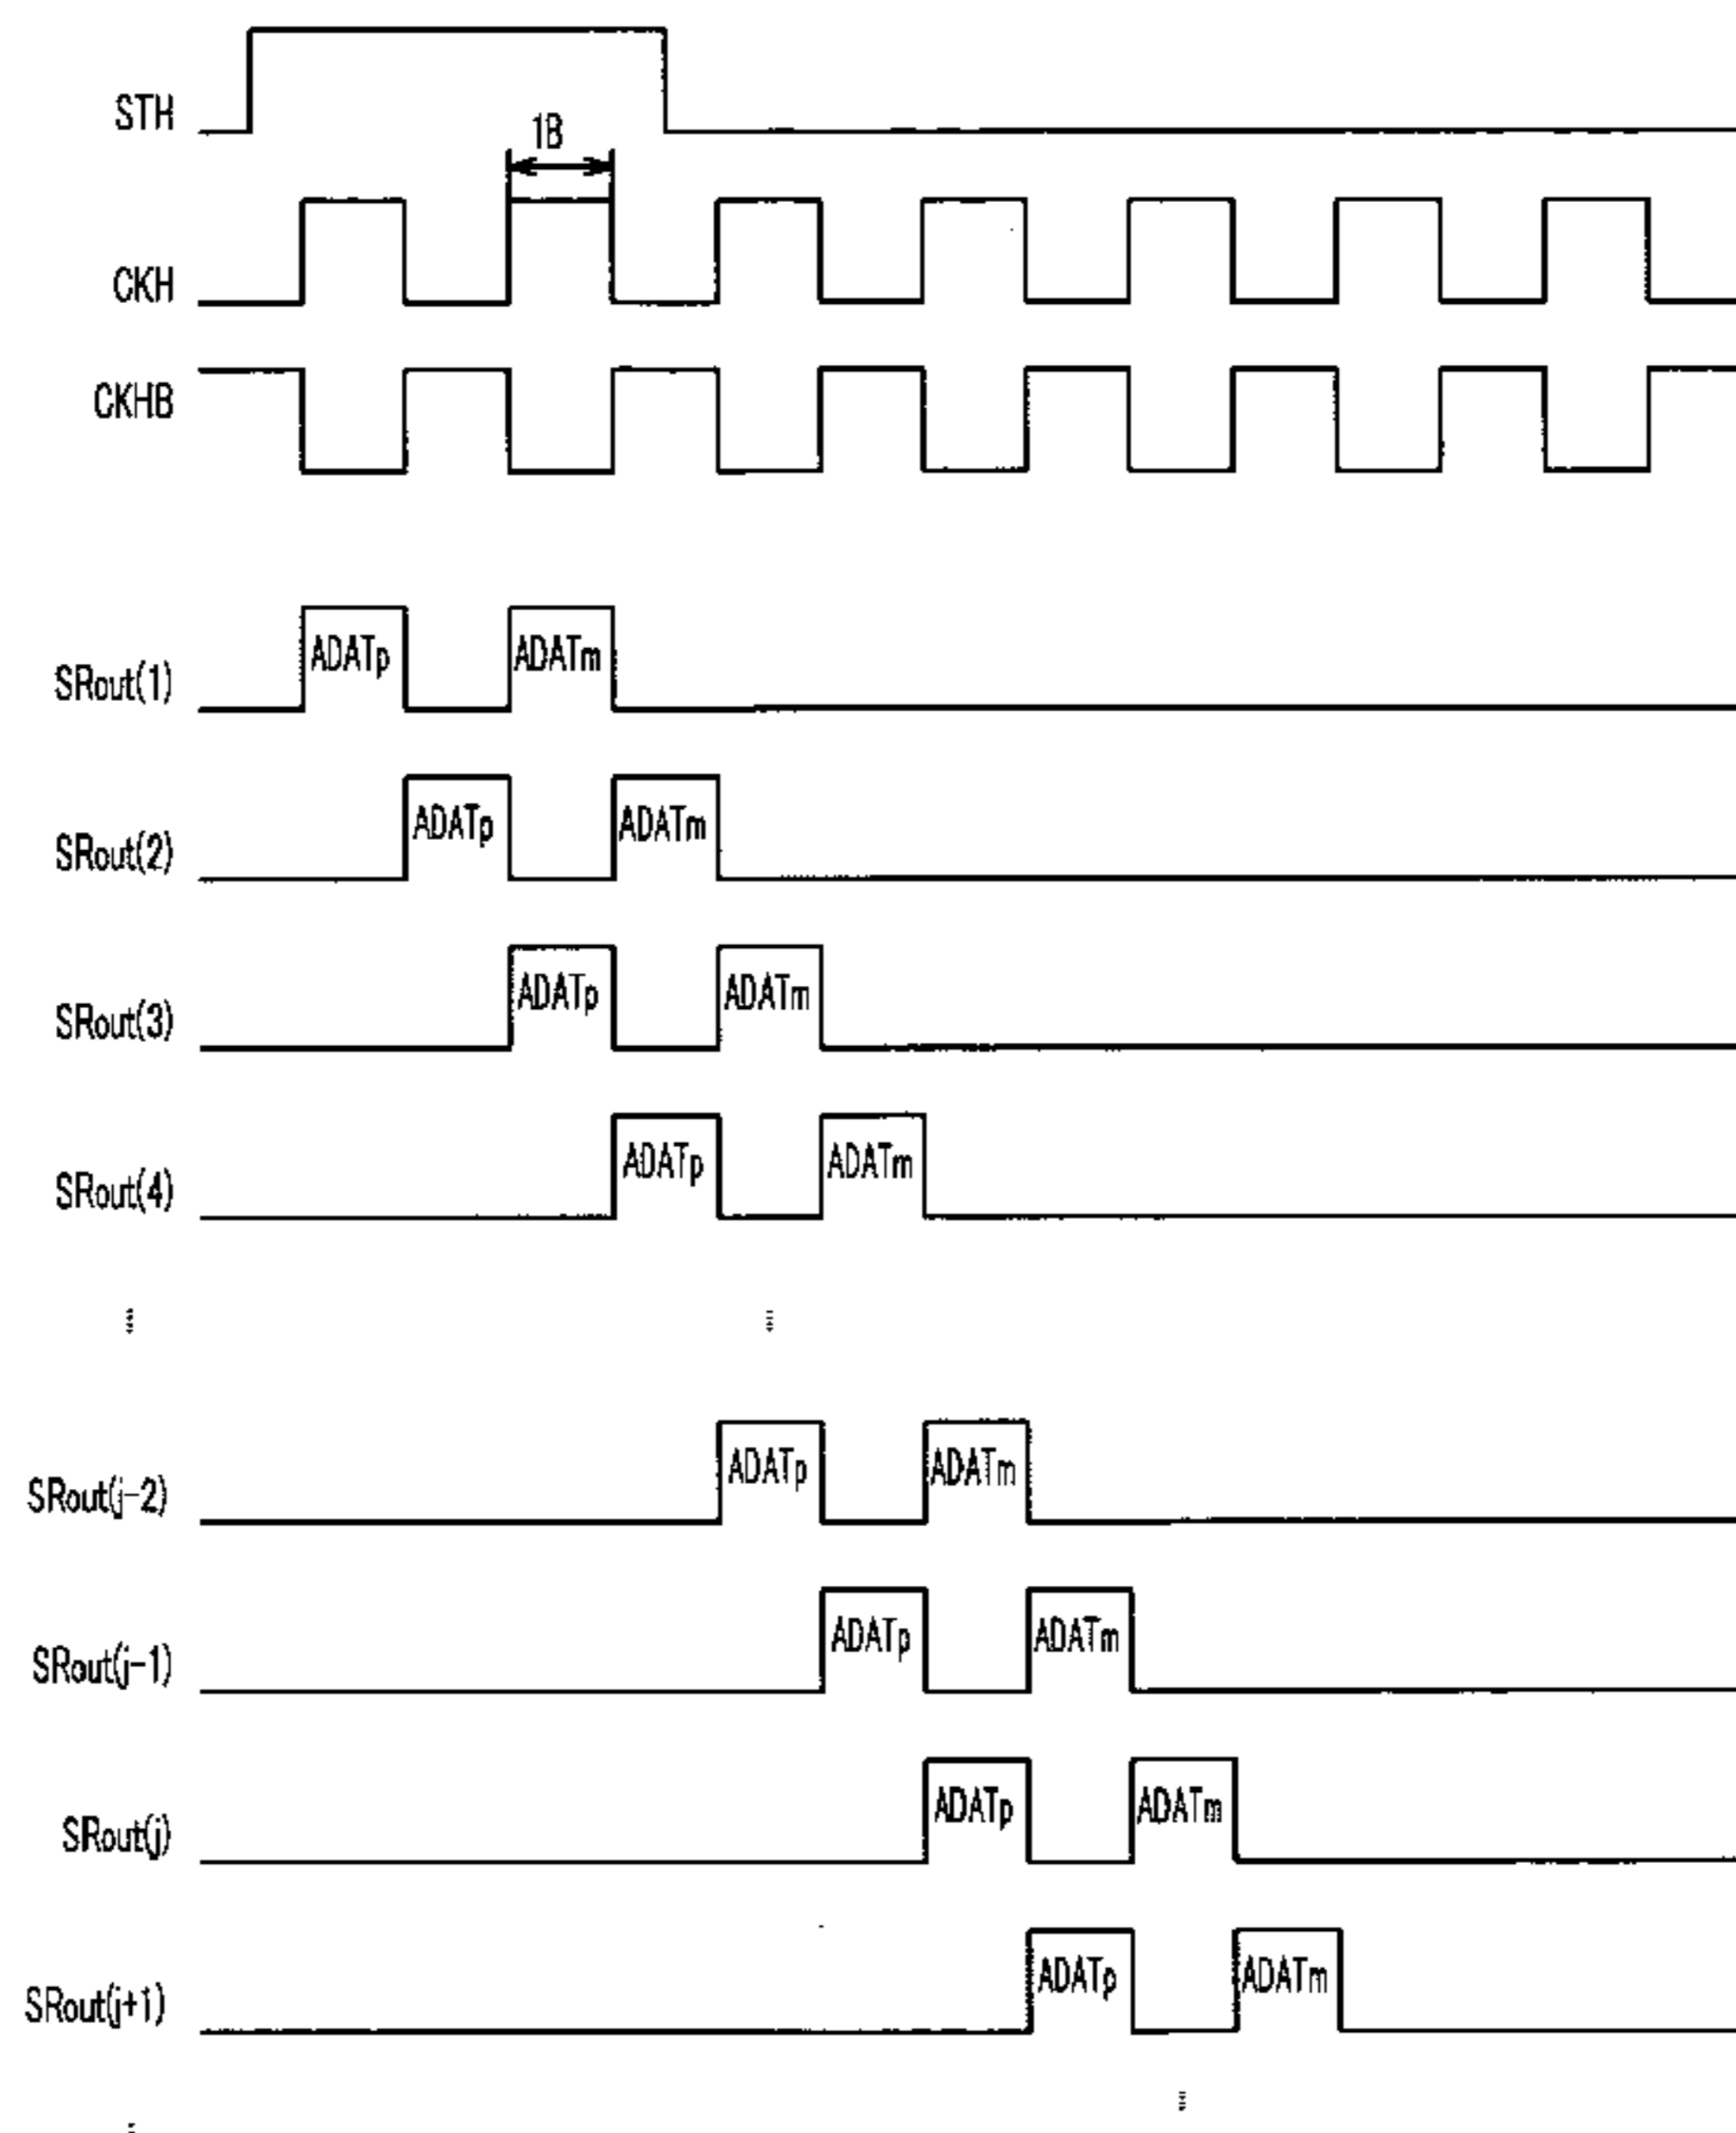 STH
1B
CKH
CKHB
SRout(1) ADATp ADATm
SRout(2) ADATp ADATm
SRout(3) ADATp ADATm
SRout(4) ADATp ADATm
SRout(j-2) ADATp ADATm
SRout(j-1) ADATp ADATm
SRout(j) ADATp ADATm
SRout(j+1) ADATp ADATm